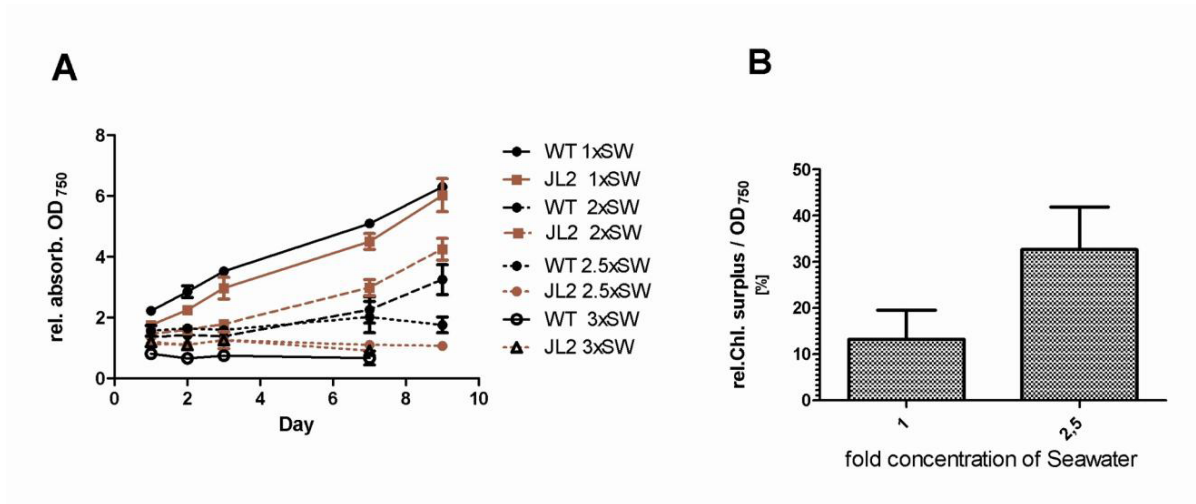 A
rel. absorb. OD750
8
6
4
2
0
0 2 4 6 8 10
Day
WT 1xSW
JL2 1xSW
WT 2xSW
JL2 2xSW
WT 2.5xSW
JL2 2.5xSW
WT 3xSW
JL2 3xSW
B
rel.Chl. surplus / OD750
[%]
50
40
30
20
10
0
1 2,5
fold concentration of Seawater